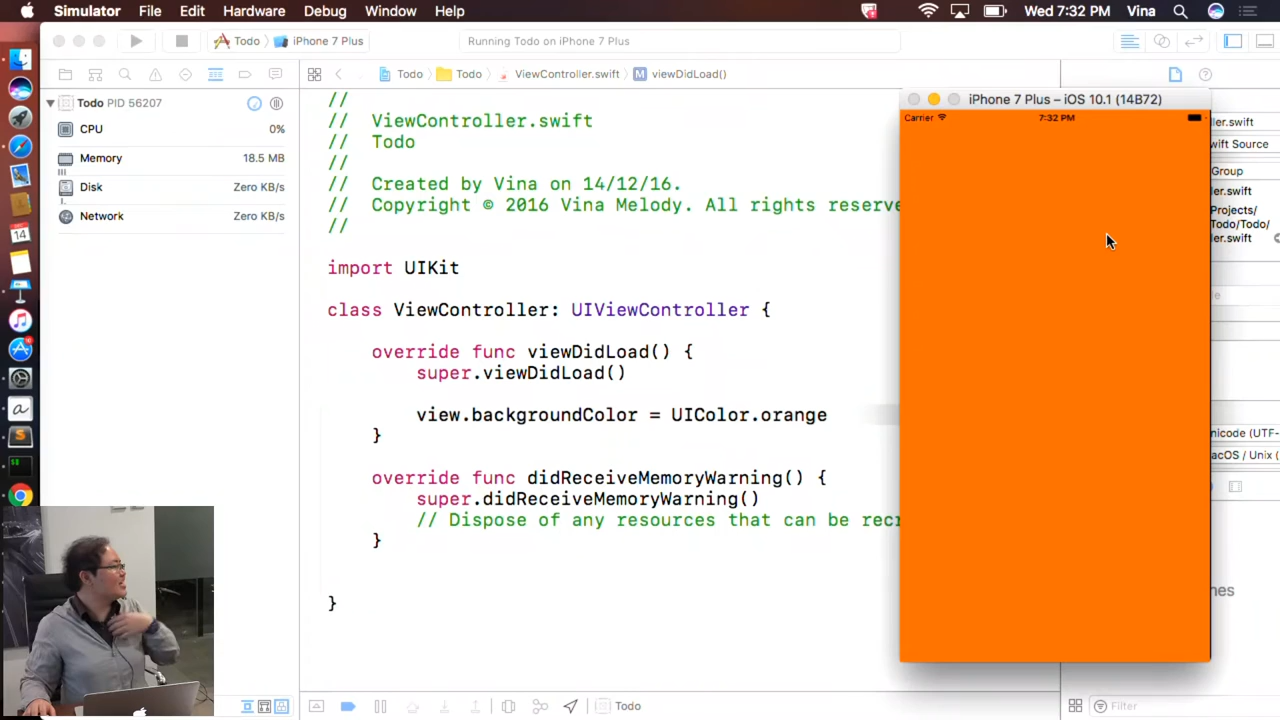 Simulator File Edit Hardware Debug Window Help Wed 7:32 PM Vina
Todo iPhone 7 Plus Running Todo on iPhone 7 Plus
Todo Todo ViewController.swift M viewDidLoad()
Todo PID 56207
CPU 0%
Memory 18.5 MB
Disk Zero KB/s
Network Zero KB/s
//
// ViewController.swift
// Todo
//
// Created by Vina on 14/12/16.
// Copyright © 2016 Vina Melody. All rights reserve
//
import UIKit
class ViewController: UIViewController {
override func viewDidLoad() {
super.viewDidLoad()
view.backgroundColor = UIColor.orange
}
override func didReceiveMemoryWarning() {
super.didReceiveMemoryWarning()
// Dispose of any resources that can be recr
}
}
iPhone 7 Plus – iOS 10.1 (14B72)
Carrier 7:32 PM
ller.swift
wift Source
Group
ler.swift
Projects/
Todo/Todo/
ler.swift
nicode (UTF-
acOS / Unix (
hes
Todo
Filter
14
a
S